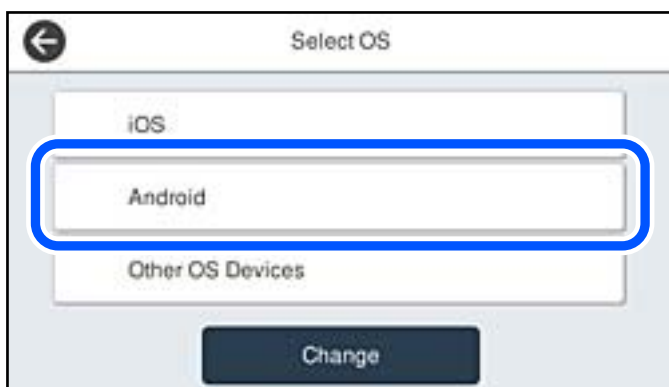 Select OS
iOS
Android
Other OS Devices
Change